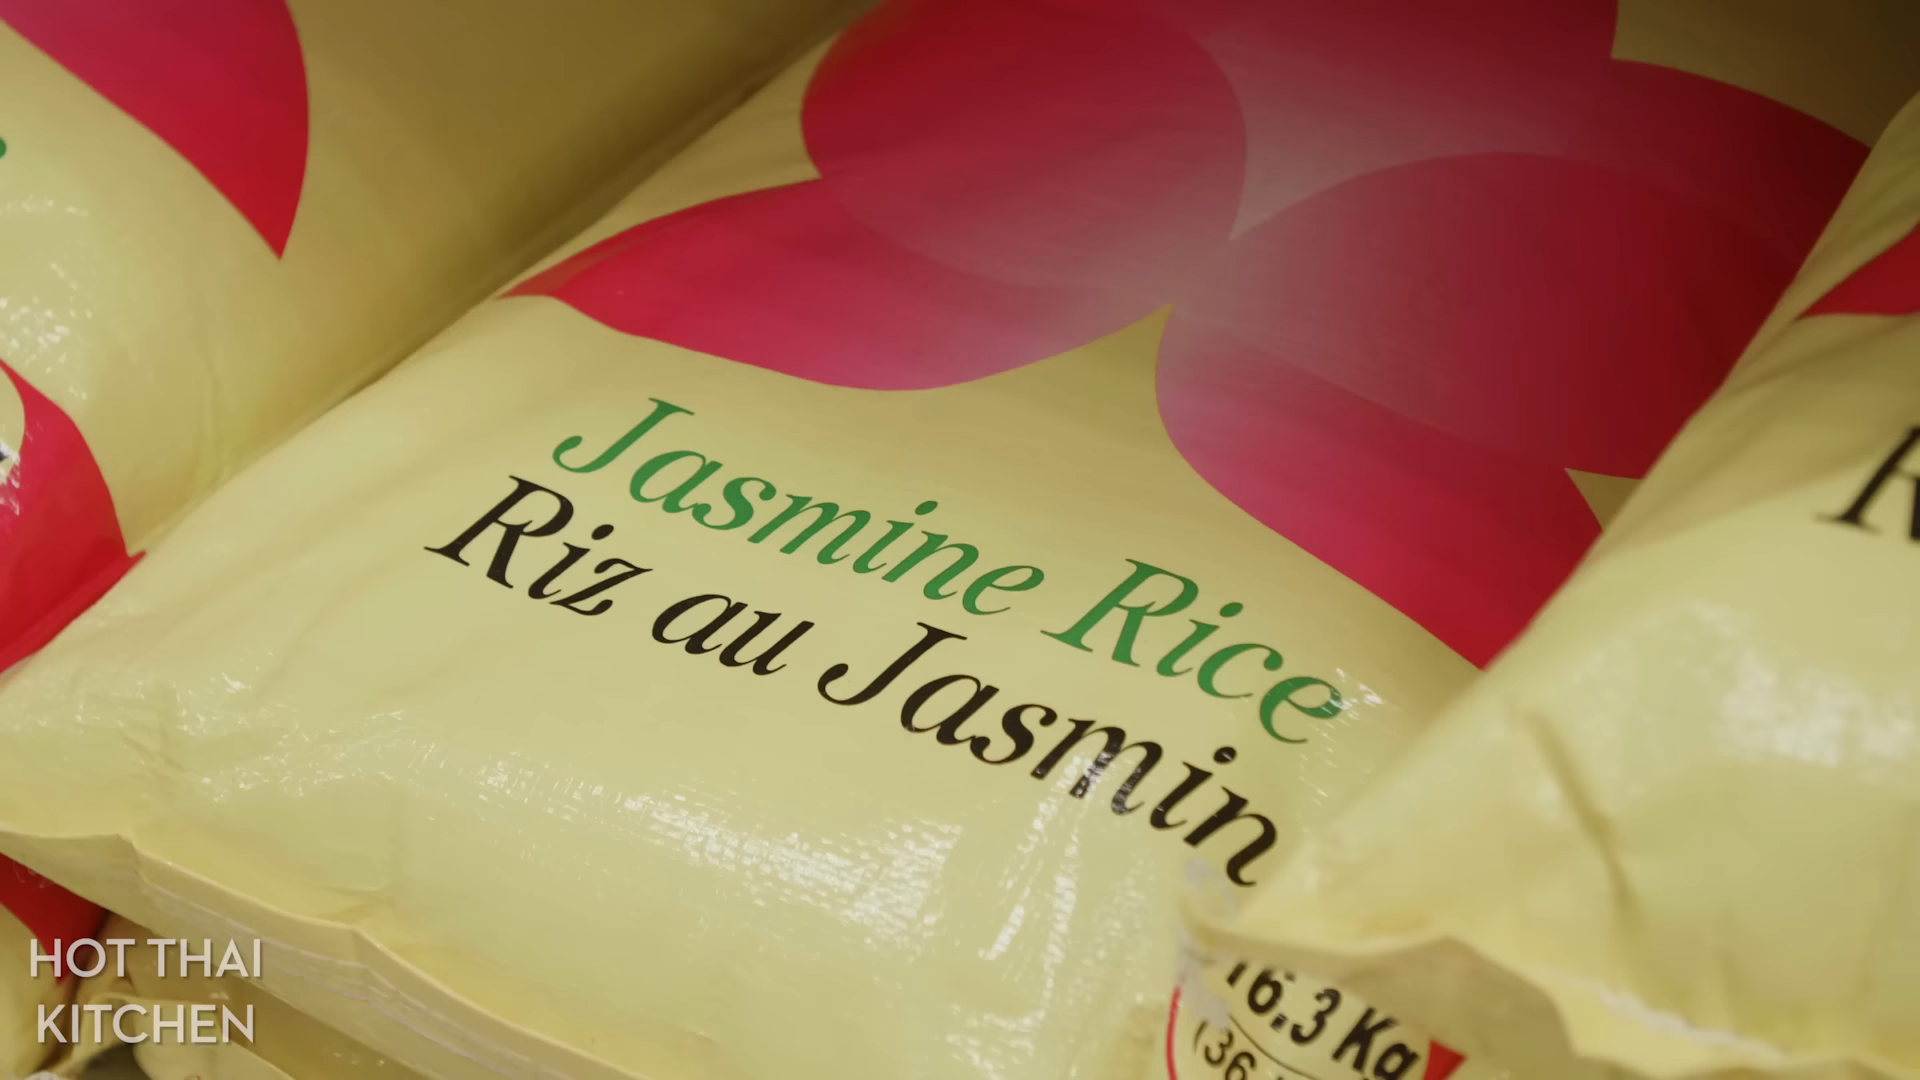 Jasmine Rice
Riz au Jasmin
16.3 Kg
(36
HOT THAI
KITCHEN